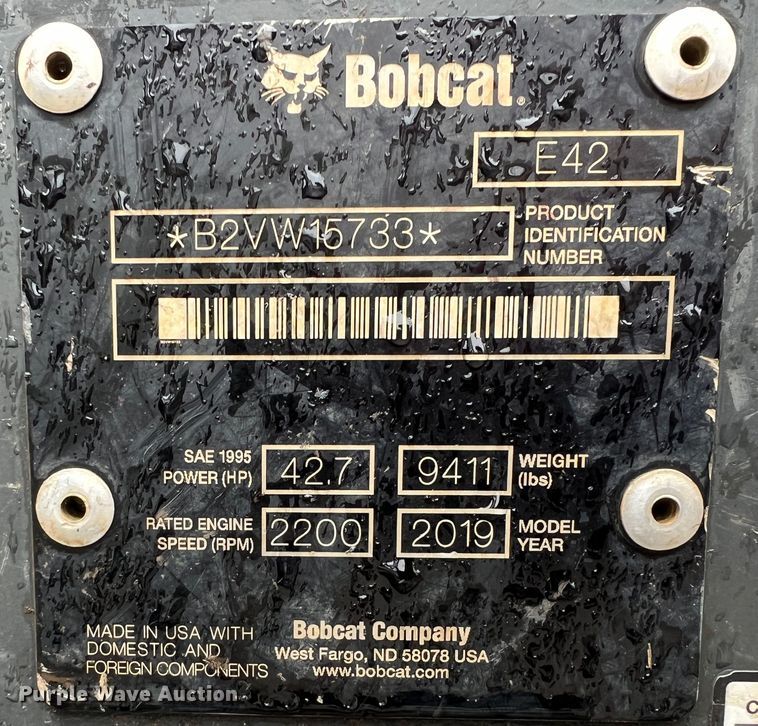 Bobcat®
E42
*B2VW15733*
PRODUCT
IDENTIFICATION
NUMBER
SAE 1995
POWER (HP)
42.7
9411
WEIGHT
(lbs)
RATED ENGINE
SPEED (RPM)
2200
2019
MODEL
YEAR
MADE IN USA WITH
DOMESTIC AND
FOREIGN COMPONENTS
Bobcat Company
West Fargo, ND 58078 USA
www.bobcat.com
Purple Wave Auction
C